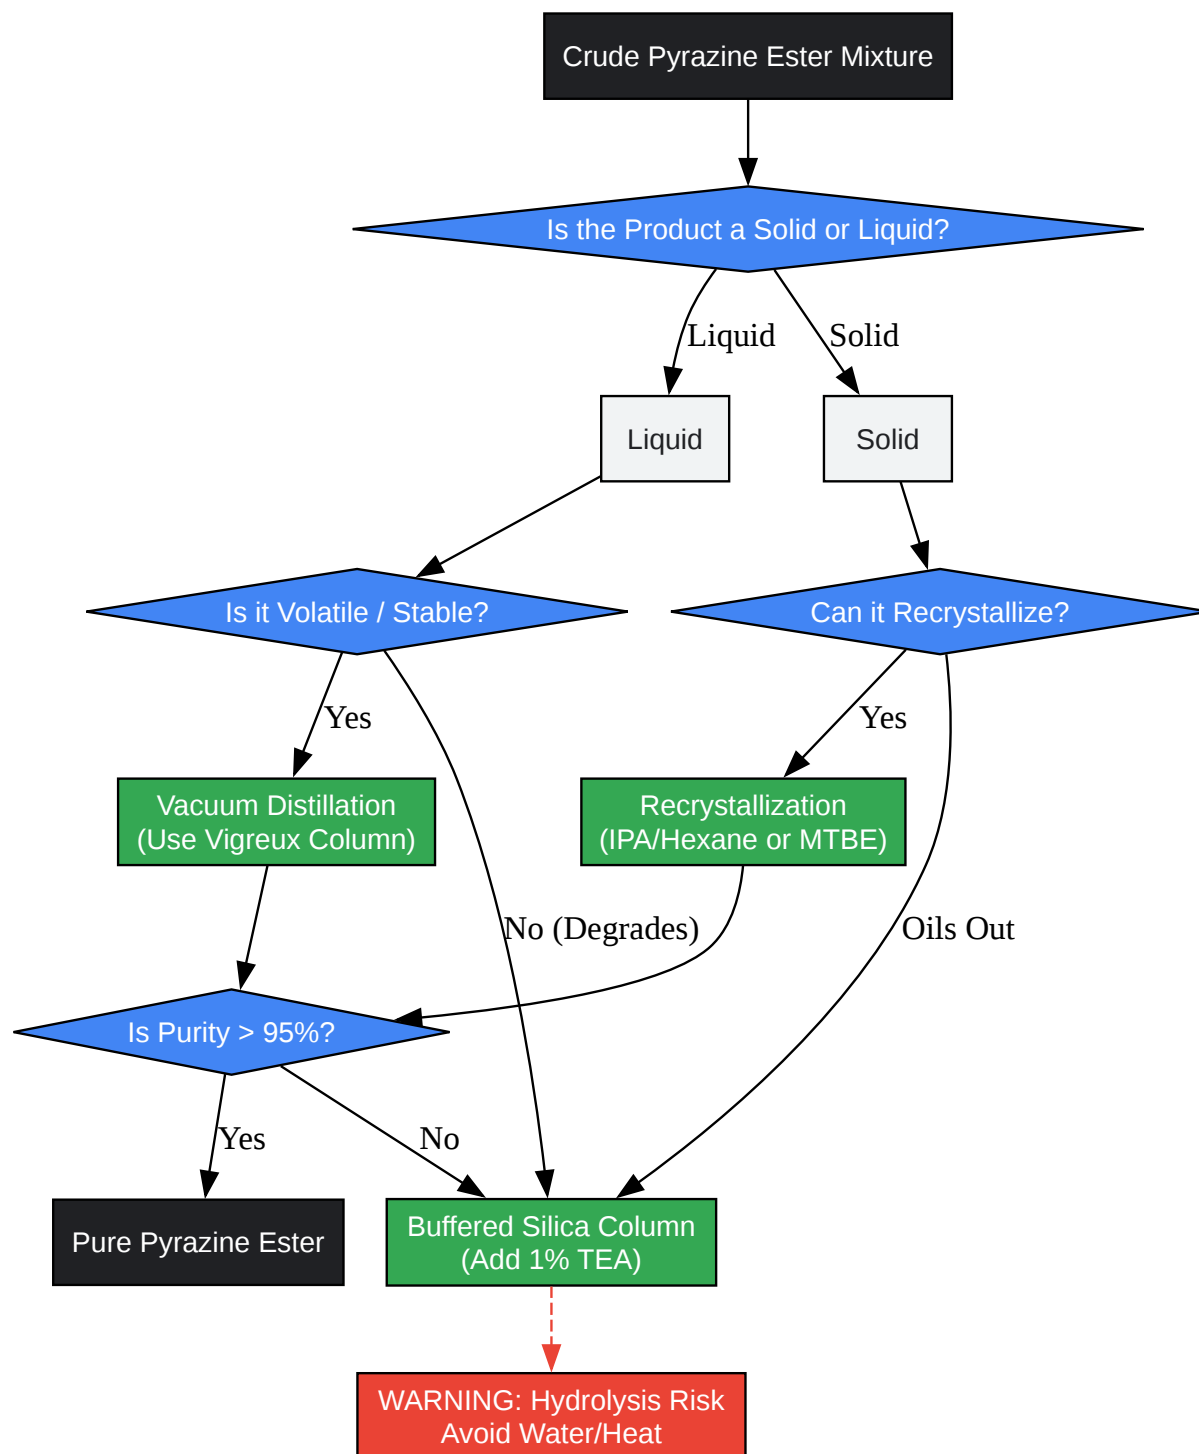 Crude Pyrazine Ester Mixture
Is the Product a Solid or Liquid?
Liquid
Solid
Liquid
Solid
Is it Volatile / Stable?
Can it Recrystallize?
Yes
Yes
Vacuum Distillation
(Use Vigreux Column)
Recrystallization
(IPA/Hexane or MTBE)
No (Degrades)
Oils Out
Is Purity > 95%?
Yes
No
Pure Pyrazine Ester
Buffered Silica Column
(Add 1% TEA)
WARNING: Hydrolysis Risk
Avoid Water/Heat